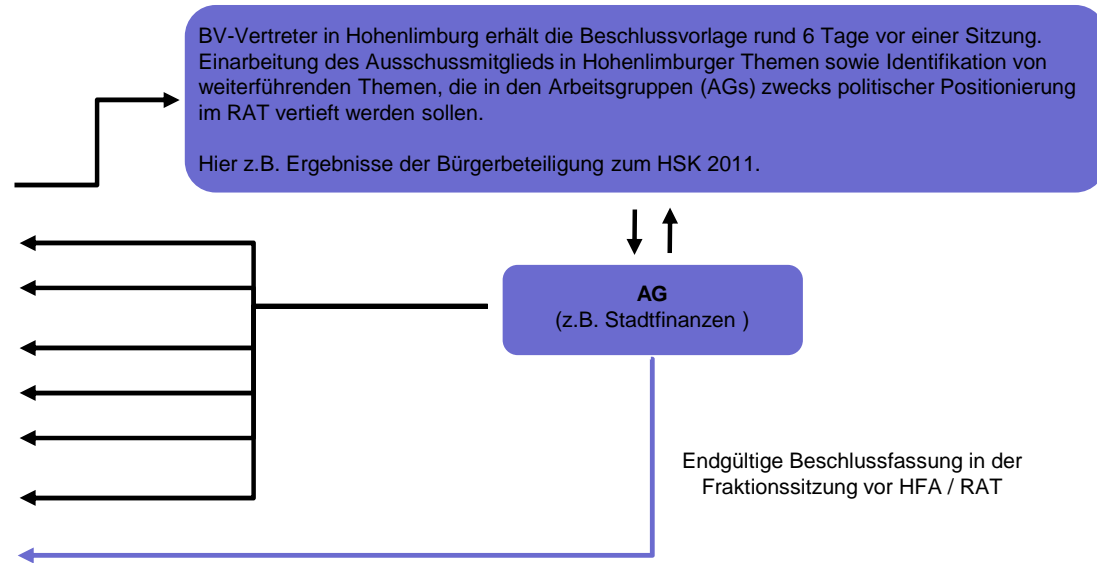 BV-Vertreter in Hohenlimburg erhält die Beschlussvorlage rund 6 Tage vor einer Sitzung.
Einarbeitung des Ausschussmitglieds in Hohenlimburger Themen sowie Identifikation von
weiterführenden Themen, die in den Arbeitsgruppen (AGs) zwecks politischer Positionierung
im RAT vertieft werden sollen.
Hier z.B. Ergebnisse der Bürgerbeteiligung zum HSK 2011.
AG
(z.B. Stadtfinanzen )
Endgültige Beschlussfassung in der
Fraktionssitzung vor HFA / RAT